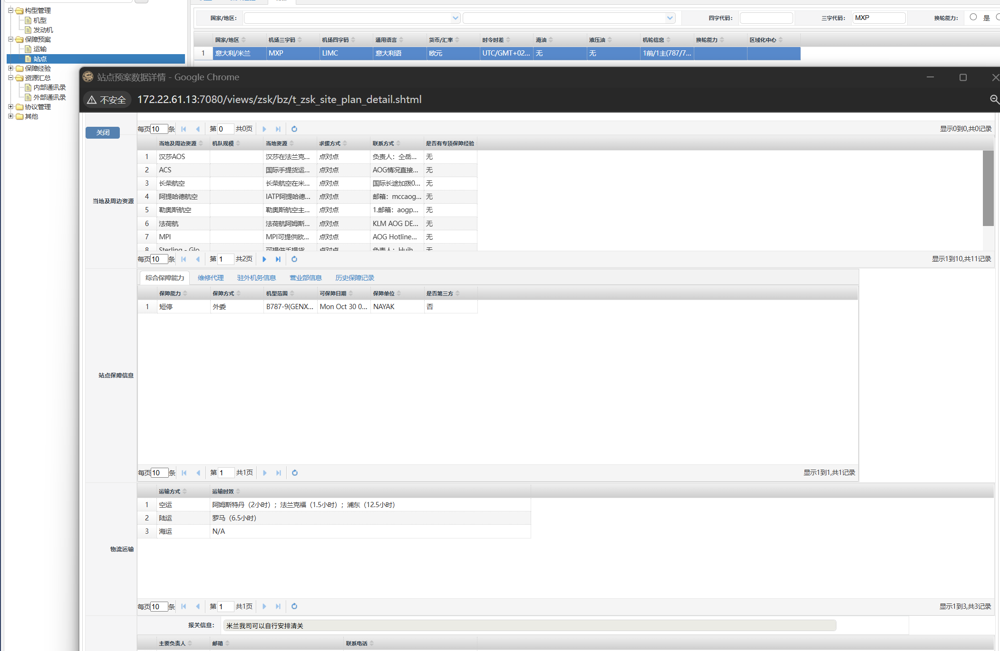 构型管理
机型
发动机
保障预案
运输
站点
保障经验
资源汇总
内部通讯录
外部通讯录
协议管理
其他
国家/地区： 四字代码： 三字代码： MXP 换轮能力： 是
国家/地区 机场三字码 机场四字码 通用语言 货币/汇率 时令时差 滑油 液压油 机轮信息 换轮能力 区域化中心
1 意大利/米兰 MXP LIMC 意大利语 欧元 UTC/GMT+02... 无 无 1前/1主(787/7...
站点预案数据详情 - Google Chrome
不安全 172.22.61.13:7080/views/zsk/bz/t_zsk_site_plan_detail.shtml
关闭
每页 10 条 第 0 共0页 显示0到0,共0记录
当地及周边资源
当地及周边资源 机队规模 当地资源 求援方式 联系方式 是否有专项保障经验
1 汉莎AOS 汉莎在法兰克... 点对点 负责人：仝岳... 无
2 ACS 国际手提货运... 点对点 AOG情况直接... 无
3 长荣航空 长荣航空在米... 点对点 国际长途加拨0... 无
4 阿提哈德航空 IATP阿提哈德... 点对点 邮箱：mccaog... 无
5 勒奥斯航空 勒奥斯航空主... 点对点 1.邮箱：aogp... 无
6 法荷航 法荷航阿姆斯... 点对点 KLM AOG DE... 无
7 MPI MPI可提供欧... 点对点 AOG Hotline... 无
8 Sterling - Glo 可提供手提货 点对点 负责人：Huih 无
每页 10 条 第 1 共2页 显示1到10,共11记录
站点保障信息
综合保障能力 维修代理 驻外机务信息 营业部信息 历史保障记录
保障能力 保障方式 机型范围 可保障日期 保障单位 是否第三方
1 短停 外委 B787-9(GENX... Mon Oct 30 0... NAYAK 否
每页 10 条 第 1 共1页 显示1到1,共1记录
物流运输
运输方式 运输时效
1 空运 阿姆斯特丹（2小时）；法兰克福（1.5小时）；浦东（12.5小时）
2 陆运 罗马（6.5小时）
3 海运 N/A
每页 10 条 第 1 共1页 显示1到3,共3记录
报关信息： 米兰我司可以自行安排清关
主要负责人 邮箱 联系电话